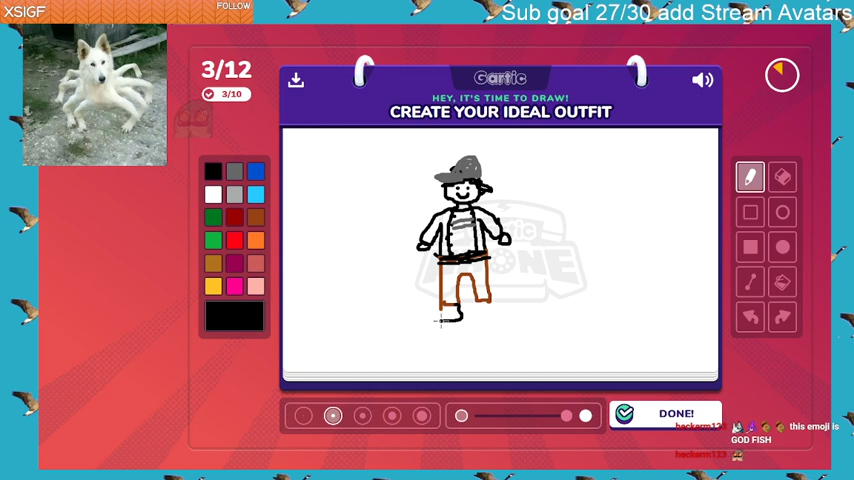 XSIGF
FOLLOW
Sub goal 27/30 add Stream Avatars
3/12
3/10
Gartic
HEY, IT'S TIME TO DRAW!
CREATE YOUR IDEAL OUTFIT
DONE!
this emoji is
GOD FISH